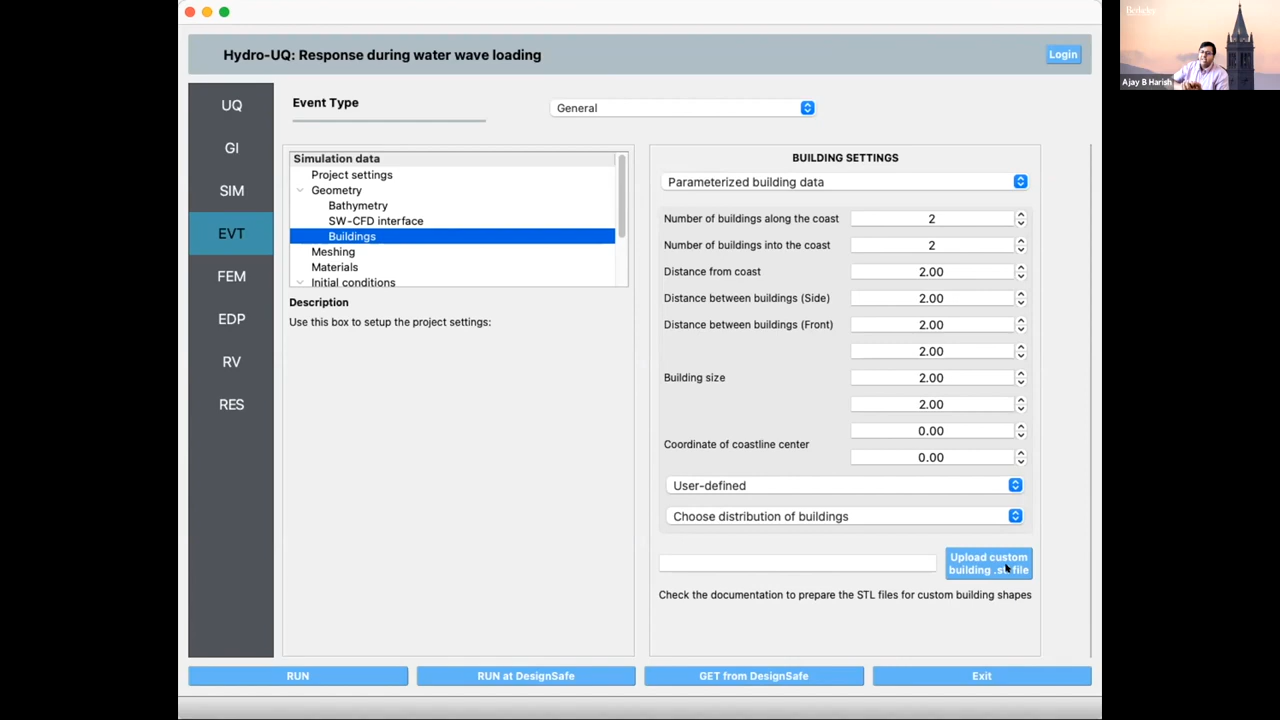 Hydro-UQ: Response during water wave loading
Login
UQ
GI
SIM
EVT
FEM
EDP
RV
RES
Event Type
General
Simulation data
Project settings
Geometry
Bathymetry
SW-CFD interface
Buildings
Meshing
Materials
Initial conditions
Description
Use this box to setup the project settings:
BUILDING SETTINGS
Parameterized building data
Number of buildings along the coast 2
Number of buildings into the coast 2
Distance from coast 2.00
Distance between buildings (Side) 2.00
Distance between buildings (Front) 2.00
2.00
Building size 2.00
2.00
0.00
Coordinate of coastline center
0.00
User-defined
Choose distribution of buildings
Upload custom
building file
Check the documentation to prepare the STL files for custom building shapes
RUN
RUN at DesignSafe
GET from DesignSafe
Exit
Berkeley
Ajay B Harish